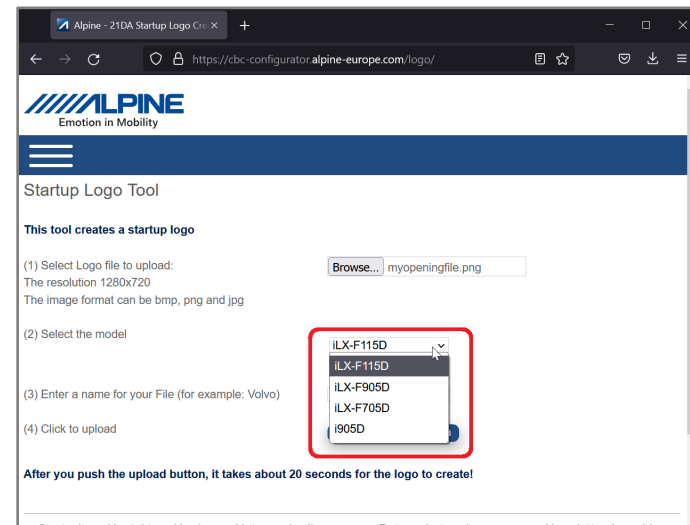 Alpine - 21DA Startup Logo Cre
https://cbc-configurator.alpine-europe.com/logo/
ALPINE
Emotion in Mobility
Startup Logo Tool
This tool creates a startup logo
(1) Select Logo file to upload:
Browse... myopeningfile.png
The resolution 1280x720
The image format can be bmp, png and jpg
(2) Select the model
iLX-F115D
iLX-F115D
iLX-F905D
iLX-F705D
i905D
(3) Enter a name for your File (for example: Volvo)
(4) Click to upload
After you push the upload button, it takes about 20 seconds for the logo to create!